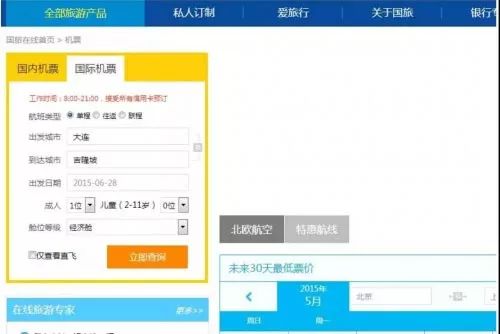 全部旅游产品 私人订制 爱旅行 关于国旅 银行专
国旅在线首页 > 机票
国内机票 国际机票
工作时间：8:00-21:00，接受所有信用卡预订
航班类型 单程 往返 联程
出发城市 大连
到达城市 吉隆坡
出发日期 2015-06-28
成人 1位 儿童（2-11岁） 0位
舱位等级 经济舱
仅查看直飞 立即查询
北欧航空 特惠航线
未来30天最低票价
2015年
5月
北京
周日 周一
在线旅游专家 更多>>